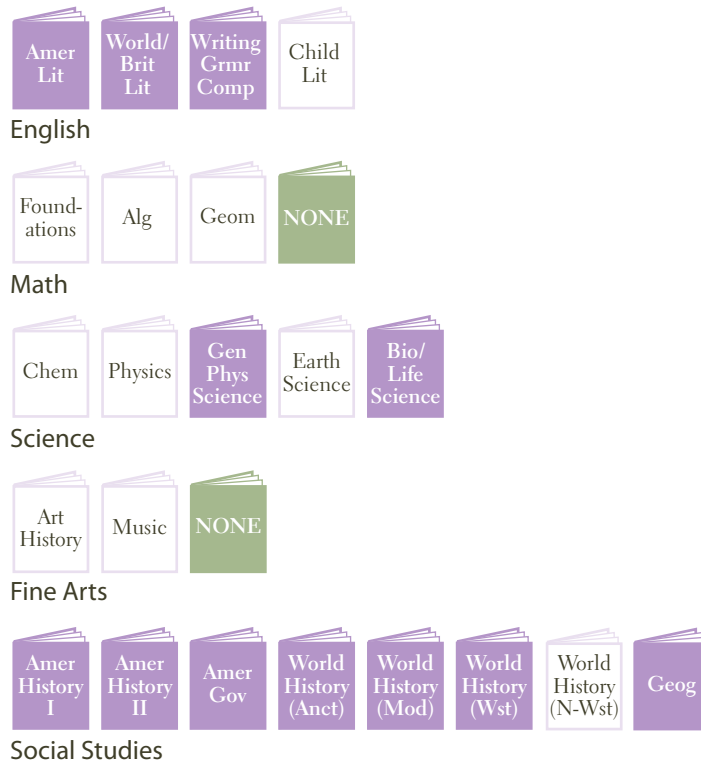 Amer
Lit
World/
Brit
Lit
Writing
Grmr
Comp
Child
Lit
English
Found-
ations
Alg
Geom
NONE
Math
Chem
Physics
Gen
Phys
Science
Earth
Science
Bio/
Life
Science
Science
Art
History
Music
NONE
Fine Arts
Amer
History
I
Amer
History
II
Amer
Gov
World
History
(Anct)
World
History
(Mod)
World
History
(Wst)
World
History
(N-Wst)
Geog
Social Studies